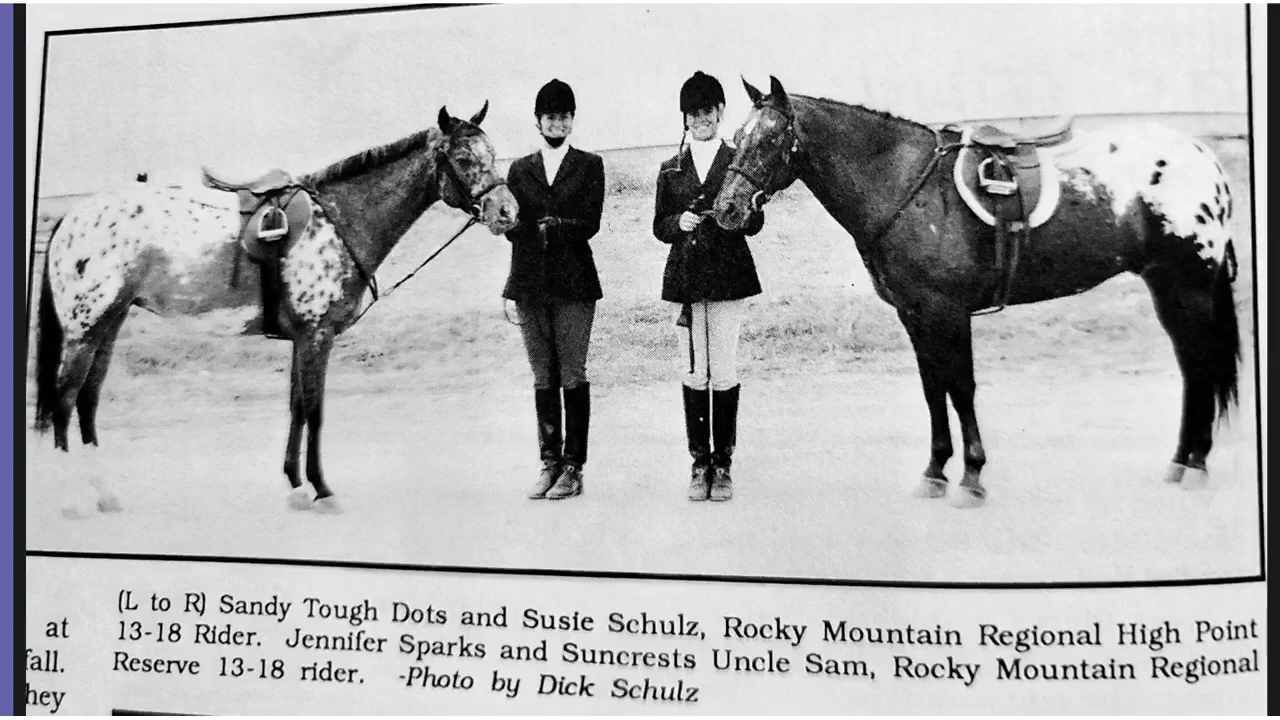 (L to R) Sandy Tough Dots and Susie Schulz, Rocky Mountain Regional High Point
13-18 Rider. Jennifer Sparks and Suncrests Uncle Sam, Rocky Mountain Regional
Reserve 13-18 rider. -Photo by Dick Schulz
at
fall.
hey